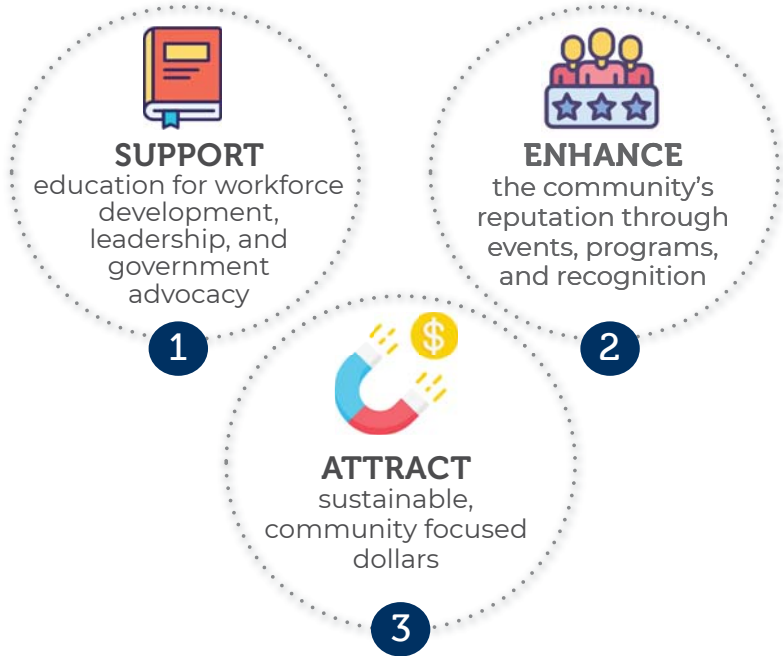 SUPPORT
education for workforce
development,
leadership, and
government
advocacy
1
ENHANCE
the community’s
reputation through
events, programs,
and recognition
2
$
ATTRACT
sustainable,
community focused
dollars
3